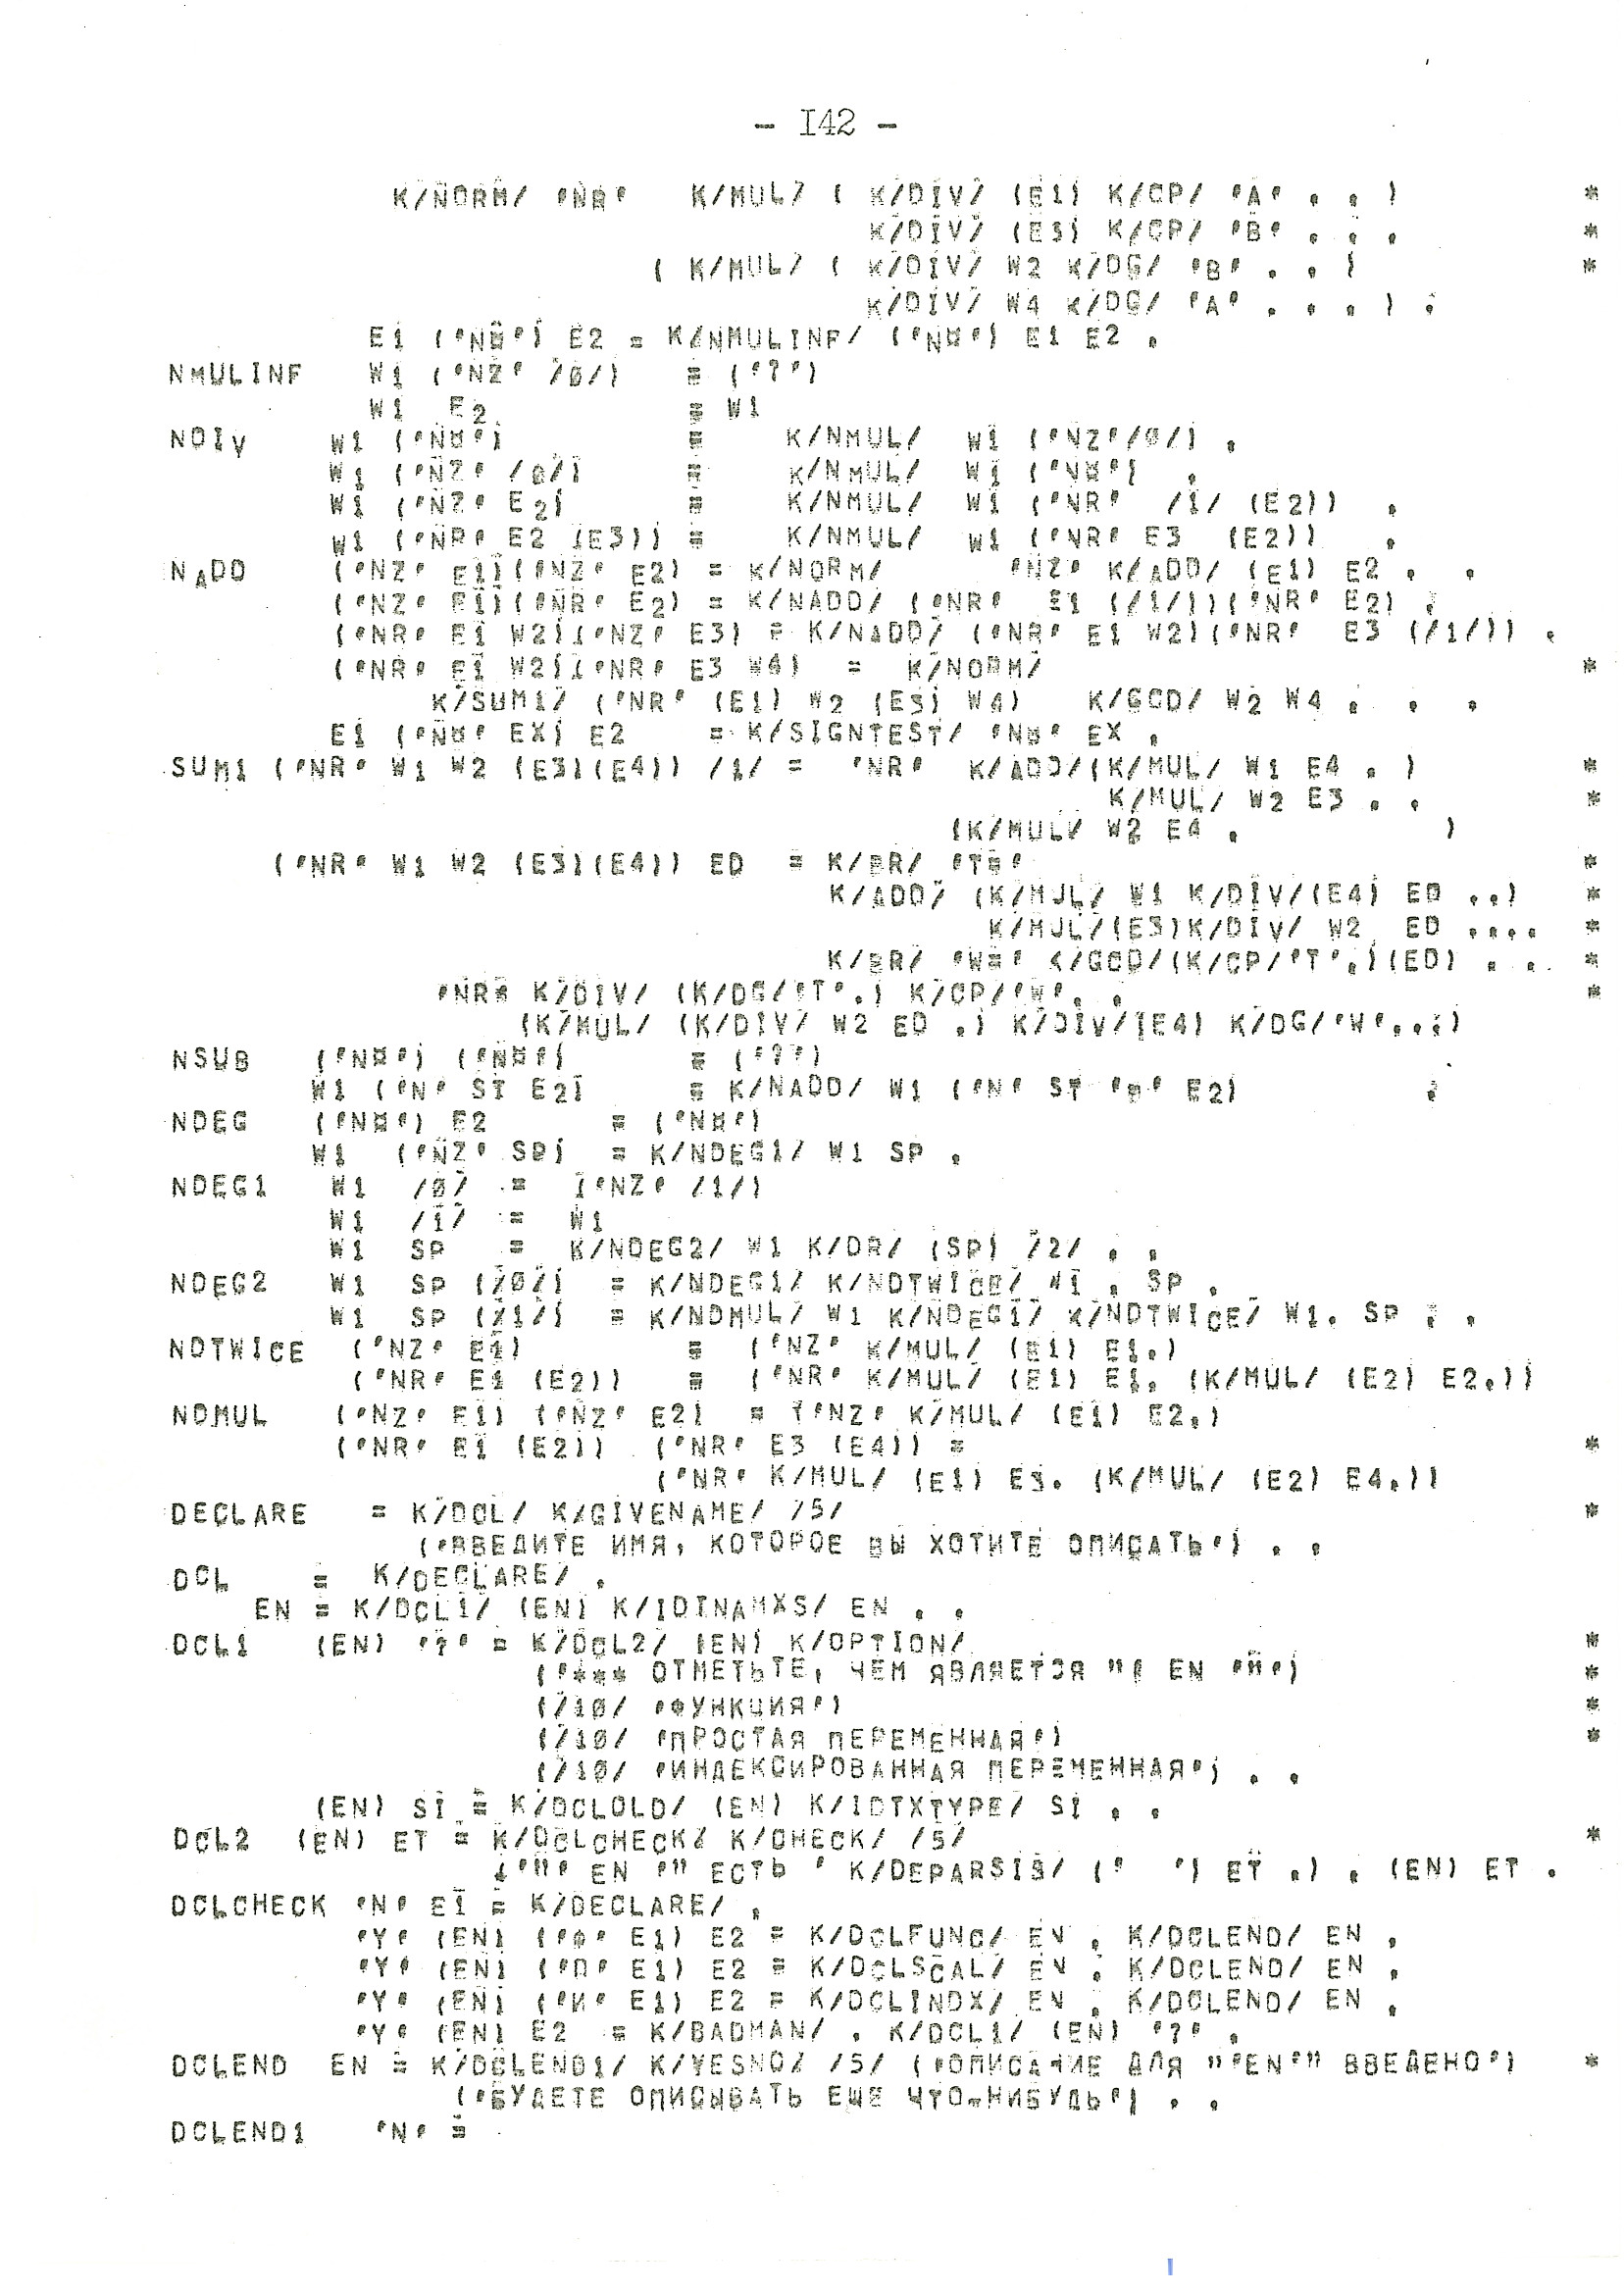 - I42 -
K/NORM/ 'NR' K/MUL/ ( K/DIV/ (E1) K/CP/ 'A' . . ) *
K/DIV/ (E3) K/CP/ 'B' . . . *
( K/MUL/ ( K/DIV/ W2 K/DG/ 'B' . . ) *
K/DIV/ W4 K/DG/ 'A' . . . ) .
E1 ('N¤') E2 = K/NMULINF/ ('N¤') E1 E2 .
NMULINF W1 ('NZ' /0/) = ('?')
W1 E2 = W1
NDIV W1 ('N¤') = K/NMUL/ W1 ('NZ'/0/) .
W1 ('NZ' /0/) = K/NMUL/ W1 ('N¤') .
W1 ('NZ' E2) = K/NMUL/ W1 ('NR' /1/ (E2)) .
W1 ('NR' E2 (E3)) = K/NMUL/ W1 ('NR' E3 (E2)) .
NADD ('NZ' E1)('NZ' E2) = K/NORM/ 'NZ' K/ADD/ (E1) E2 . .
('NZ' E1)('NR' E2) = K/NADD/ ('NR' E1 (/1/))('NR' E2) .
('NR' E1 W2)('NZ' E3) = K/NADD/ ('NR' E1 W2)('NR' E3 (/1/)) .
('NR' E1 W2)('NR' E3 W4) = K/NORM/ *
K/SUM1/ ('NR' (E1) W2 (E3) W4) K/GCD/ W2 W4 . . .
E1 ('N¤' EX) E2 = K/SIGNTEST/ 'N¤' EX .
SUM1 ('NR' W1 W2 (E3)(E4)) /1/ = 'NR' K/ADD/(K/MUL/ W1 E4 . ) *
K/MUL/ W2 E3 . . *
(K/MUL/ W2 E4 . )
('NR' W1 W2 (E3)(E4)) ED = K/BR/ 'T=' *
K/ADD/ (K/MUL/ W1 K/DIV/(E4) ED ..) *
K/MUL/(E3)K/DIV/ W2 ED .... *
K/BR/ 'W=' K/GCD/(K/CP/'T'.)(ED) . . . *
'NR' K/DIV/ (K/DG/'T'.) K/CP/'W'. . *
(K/MUL/ (K/DIV/ W2 ED .) K/DIV/(E4) K/DG/'W'...)
NSUB ('N¤') ('N¤') = ('?')
W1 ('N' SI E2) = K/NADD/ W1 ('N' SI '¤' E2) .
NDEG ('N¤') E2 = ('N¤')
W1 ('NZ' SP) = K/NDEG1/ W1 SP .
NDEG1 W1 /0/ = ('NZ' /1/)
W1 /1/ = W1
W1 SP = K/NDEG2/ W1 K/DR/ (SP) /2/ . .
NDEG2 W1 SP (/0/) = K/NDEG1/ K/NDTWICE/ W1 . SP .
W1 SP (/1/) = K/NDMUL/ W1 K/NDEG1/ K/NDTWICE/ W1. SP . .
NDTWICE ('NZ' E1) = ('NZ' K/MUL/ (E1) E1.)
('NR' E1 (E2)) = ('NR' K/MUL/ (E1) E1. (K/MUL/ (E2) E2.))
NDMUL ('NZ' E1) ('NZ' E2) = ('NZ' K/MUL/ (E1) E2.)
('NR' E1 (E2)) ('NR' E3 (E4)) = *
('NR' K/MUL/ (E1) E3. (K/MUL/ (E2) E4.))
DECLARE = K/DCL/ K/GIVENAME/ /5/ *
('ВВЕДИТЕ ИМЯ, КОТОРОЕ ВЫ ХОТИТЕ ОПИСАТЬ') . .
DCL = K/DECLARE/ .
EN = K/DCL1/ (EN) K/IDINAMXS/ EN . .
DCL1 (EN) '?' = K/DCL2/ (EN) K/OPTION/ *
('*** ОТМЕТЬТЕ, ЧЕМ ЯВЛЯЕТСЯ "' EN '"') *
(/10/ 'ФУНКЦИЯ') *
(/10/ 'ПРОСТАЯ ПЕРЕМЕННАЯ') *
(/10/ 'ИНДЕКСИРОВАННАЯ ПЕРЕМЕННАЯ') . .
(EN) SI = K/DCLOLD/ (EN) K/IDTXTYPE/ SI . .
DCL2 (EN) ET = K/DCLCHECK/ K/CHECK/ /5/ *
('"' EN '" ЕСТЬ ' K/DEPARSIS/ (' ') ET .) . (EN) ET .
DCLCHECK 'N' E1 = K/DECLARE/ .
'Y' (EN) ('Ф' E1) E2 = K/DCLFUNC/ EN . K/DCLEND/ EN .
'Y' (EN) ('П' E1) E2 = K/DCLSCAL/ EN . K/DCLEND/ EN .
'Y' (EN) ('И' E1) E2 = K/DCLINDX/ EN . K/DCLEND/ EN .
'Y' (EN) E2 = K/BADMAN/ . K/DCL1/ (EN) '?' .
DCLEND EN = K/DCLEND1/ K/YESNO/ /5/ ('ОПИСАНИЕ ДЛЯ "'EN'" ВВЕДЕНО') *
('БУДЕТЕ ОПИСЫВАТЬ ЕЩЕ ЧТО-НИБУДЬ') . .
DCLEND1 'N' =